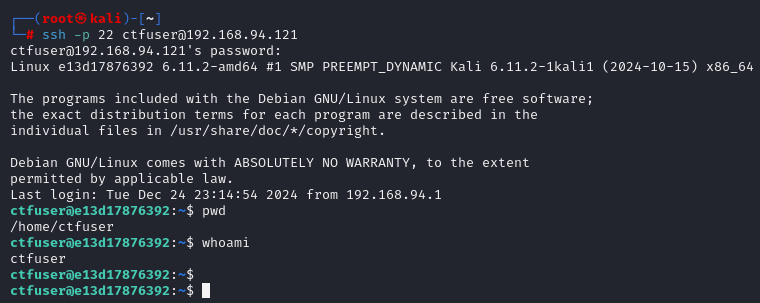 ┌──(root㉿kali)-[~]
└─# ssh -p 22 ctfuser@192.168.94.121
ctfuser@192.168.94.121's password:
Linux e13d17876392 6.11.2-amd64 #1 SMP PREEMPT_DYNAMIC Kali 6.11.2-1kali1 (2024-10-15) x86_64

The programs included with the Debian GNU/Linux system are free software;
the exact distribution terms for each program are described in the
individual files in /usr/share/doc/*/copyright.

Debian GNU/Linux comes with ABSOLUTELY NO WARRANTY, to the extent
permitted by applicable law.
Last login: Tue Dec 24 23:14:54 2024 from 192.168.94.1
ctfuser@e13d17876392:~$ pwd
/home/ctfuser
ctfuser@e13d17876392:~$ whoami
ctfuser
ctfuser@e13d17876392:~$
ctfuser@e13d17876392:~$